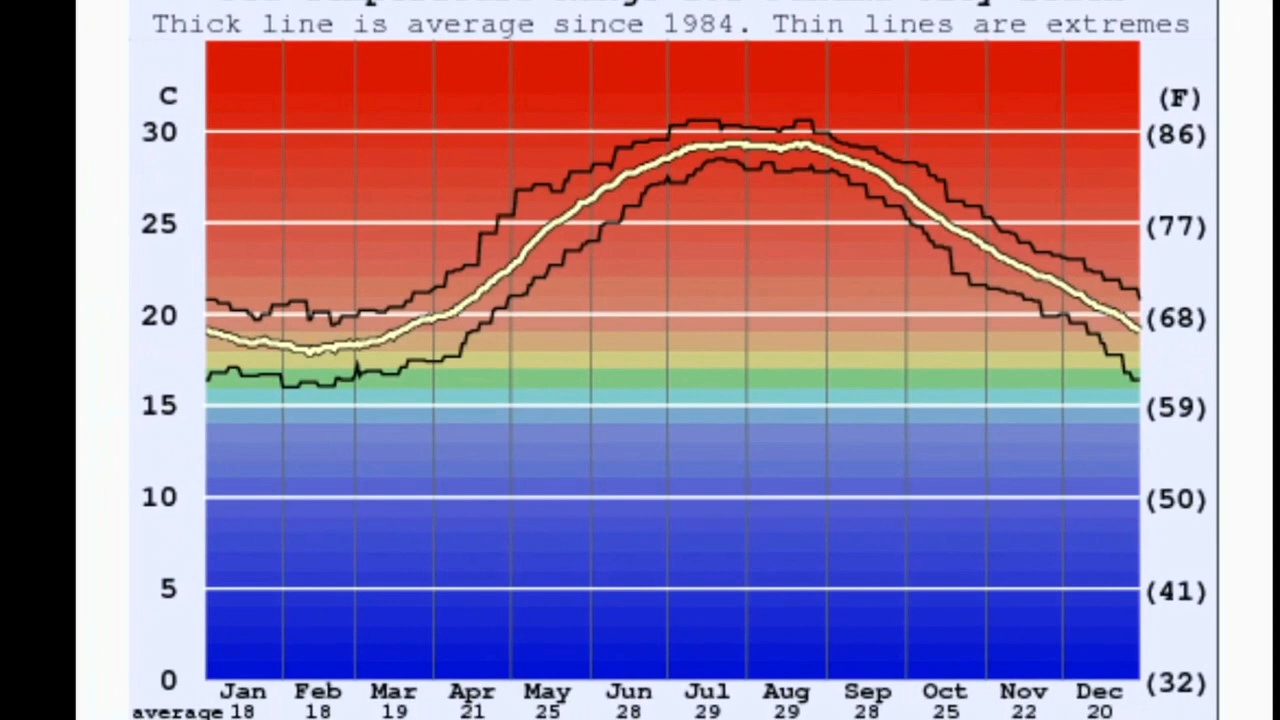 Thick line is average since 1984. Thin lines are extremes
C (F)
30 (86)
25 (77)
20 (68)
15 (59)
10 (50)
5 (41)
0 (32)
Jan Feb Mar Apr May Jun Jul Aug Sep Oct Nov Dec
average 18 18 19 21 25 28 29 29 28 25 22 20